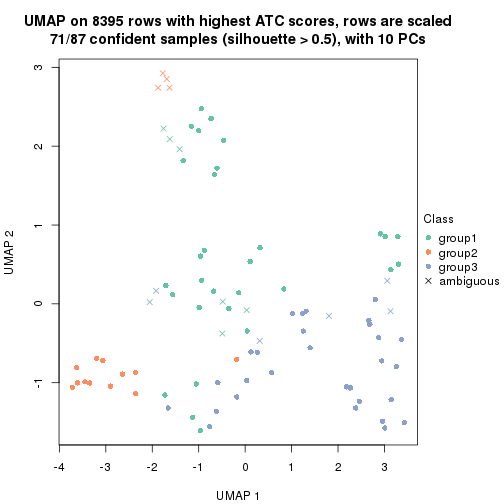 UMAP on 8395 rows with highest ATC scores, rows are scaled
71/87 confident samples (silhouette > 0.5), with 10 PCs
3
2
1
0
-1
UMAP 2
-4
-3
-2
-1
0
1
2
3
UMAP 1
Class
group1
group2
group3
ambiguous